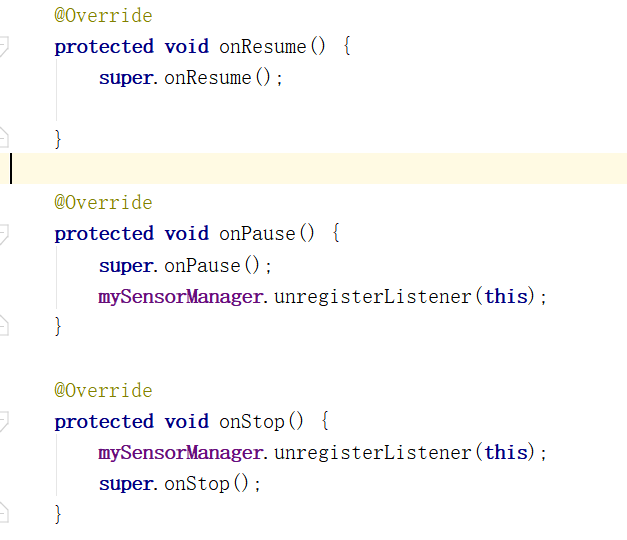 @Override
protected void onResume() {
super.onResume();
}
@Override
protected void onPause() {
super.onPause();
mySensorManager.unregisterListener(this);
}
@Override
protected void onStop() {
mySensorManager.unregisterListener(this);
super.onStop();
}